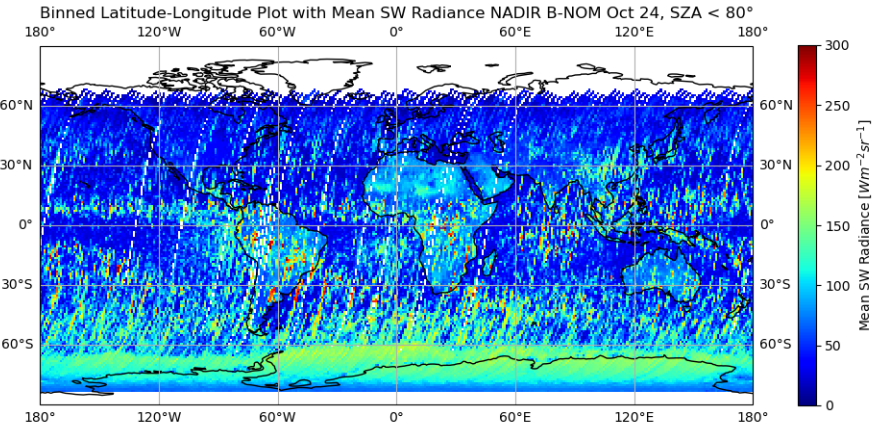 Binned Latitude-Longitude Plot with Mean SW Radiance NADIR B-NOM Oct 24, SZA < 80°
180° 120°W 60°W 0° 60°E 120°E 180°
60°N 60°N
30°N 30°N
0° 0°
30°S 30°S
60°S 60°S
180° 120°W 60°W 0° 60°E 120°E 180°
300
250
200
150
100
50
0
Mean SW Radiance [Wm⁻²sr⁻¹]